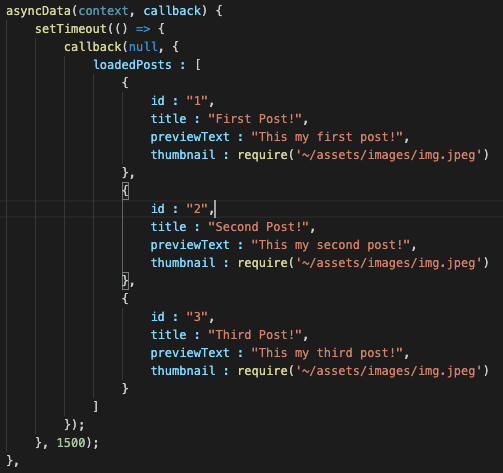 asyncData(context, callback) {
setTimeout(() => {
callback(null, {
loadedPosts : [
{
id : "1",
title : "First Post!",
previewText : "This my first post!",
thumbnail : require('~/assets/images/img.jpeg')
},
{
id : "2",
title : "Second Post!",
previewText : "This my second post!",
thumbnail : require('~/assets/images/img.jpeg')
},
{
id : "3",
title : "Third Post!",
previewText : "This my third post!",
thumbnail : require('~/assets/images/img.jpeg')
}
]
});
}, 1500);
},